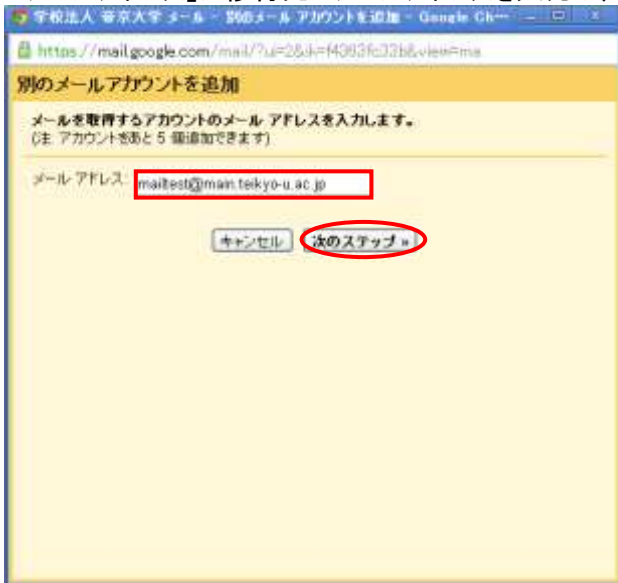 学校法人 帝京大学 メール - 別のメール アカウントを追加 - Google Ch…
https://mail.google.com/mail/?ui=2&ik=f4383fc33b&view=ma
別のメールアカウントを追加
メールを取得するアカウントのメール アドレスを入力します。
(注: アカウントをあと 5 個追加できます)
メール アドレス: mailtest@main.teikyo-u.ac.jp
キャンセル 次のステップ »